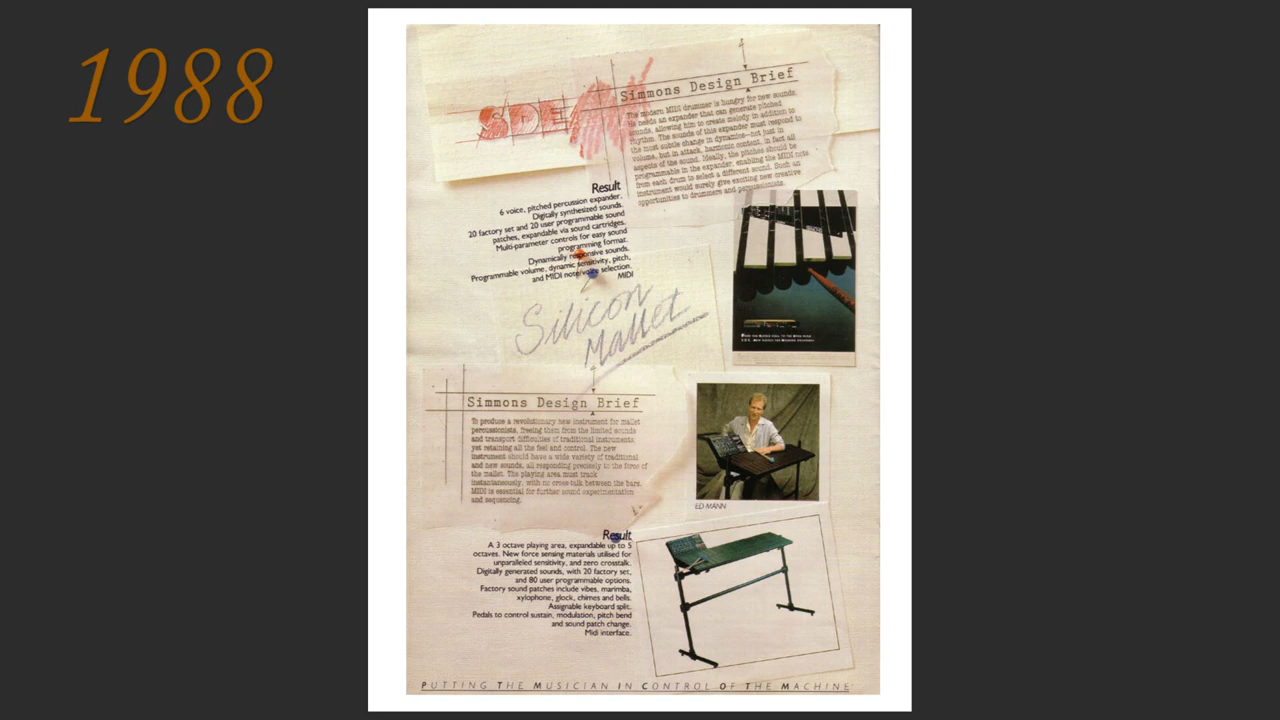 1988
SDE
Simmons Design Brief
The modern MIDI drummer is hungry for new sounds.
He needs an expander that can generate pitched
sounds, allowing him to create melody in addition to
rhythm. The sounds of this expander must respond to
the most subtle change in dynamics—not just in
volume, but in attack, harmonic content, in fact all
aspects of the sound. Ideally, the pitches should be
programmable in the expander, enabling the MIDI note
from each drum to select a different sound. Such an
instrument would surely give exciting new creative
opportunities to drummers and percussionists.
Result
6 voice, pitched percussion expander.
Digitally synthesized sounds.
20 factory set and 20 user programmable sound
patches, expandable via sound cartridges.
Multi-parameter controls for easy sound
programming format.
Dynamically responsive sounds.
Programmable volume, dynamic sensitivity, pitch,
and MIDI note/voice selection.
MIDI
Silicon
Mallet
Simmons Design Brief
To produce a revolutionary new instrument for mallet
percussionists, freeing them from the limited sounds
and transport difficulties of traditional instruments,
yet retaining all the feel and control. The new
instrument should have a wide variety of traditional
and new sounds, all responding precisely to the force of
the mallet. The playing area must track
instantaneously, with no cross-talk between the bars.
MIDI is essential for further sound experimentation
and sequencing.
ED MANN
Result
A 3 octave playing area, expandable up to 5
octaves. New force sensing materials utilised for
unparalleled sensitivity, and zero crosstalk.
Digitally generated sounds, with 20 factory set,
and 80 user programmable options.
Factory sound patches include vibes, marimba,
xylophone, glock, chimes and bells.
Assignable keyboard split.
Pedals to control sustain, modulation, pitch bend
and sound patch change.
Midi interface.
PUTTING THE MUSICIAN IN CONTROL OF THE MACHINE